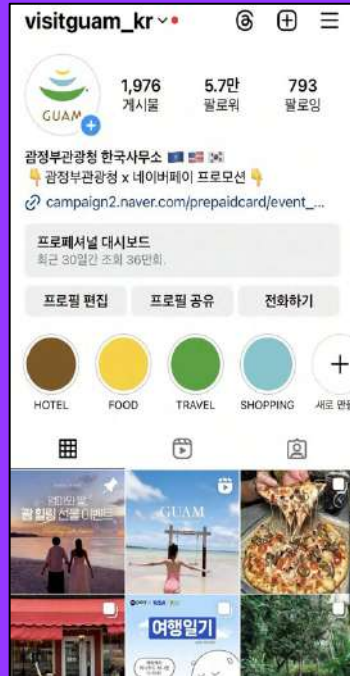 visitguam_kr
GUAM
1,976
게시물
5.7만
팔로워
793
팔로잉
괌정부관광청 한국사무소
괌정부관광청 x 네이버페이 프로모션
campaign2.naver.com/prepaidcard/event_...
프로페셔널 대시보드
최근 30일간 조회 36만회.
프로필 편집
프로필 공유
전화하기
HOTEL
FOOD
TRAVEL
SHOPPING
새로 만들
엄마와 딸,
괌 힐링 선물 이벤트
GUAM
여행일기